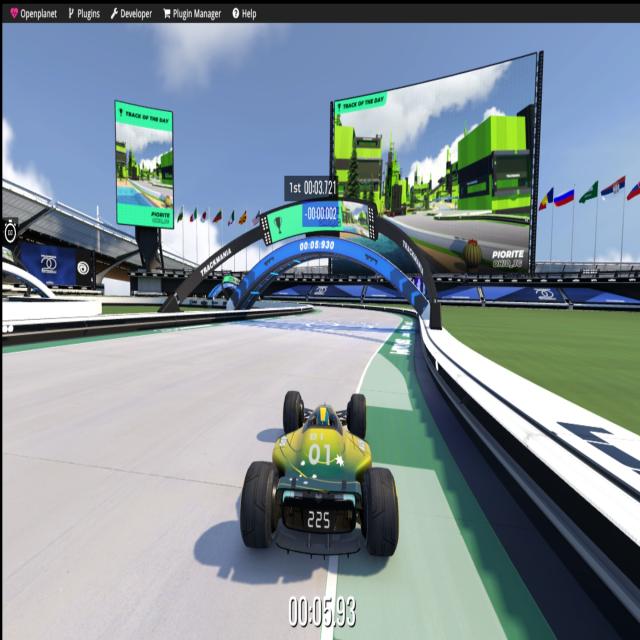 Openplanet Plugins Developer Plugin Manager Help
TRACK OF THE DAY
TRACK OF THE DAY
1st 00:03.721
-00:00.002
00:05:930
TRACKMANIA
PIORITE
PIORITE
01
225
00:05.93